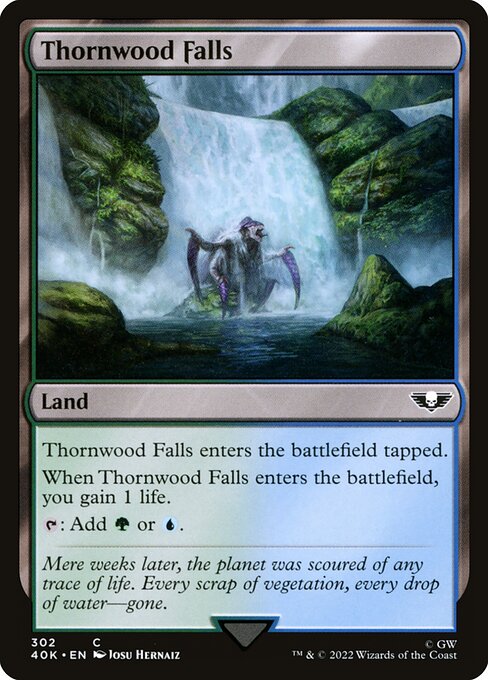 Thornwood Falls
Land
Thornwood Falls enters the battlefield tapped.
When Thornwood Falls enters the battlefield,
you gain 1 life.
: Add or .
Mere weeks later, the planet was scoured of any
trace of life. Every scrap of vegetation, every drop
of water—gone.
302 C
40K • EN Josu Hernaiz
© GW
™ & © 2022 Wizards of the Coast